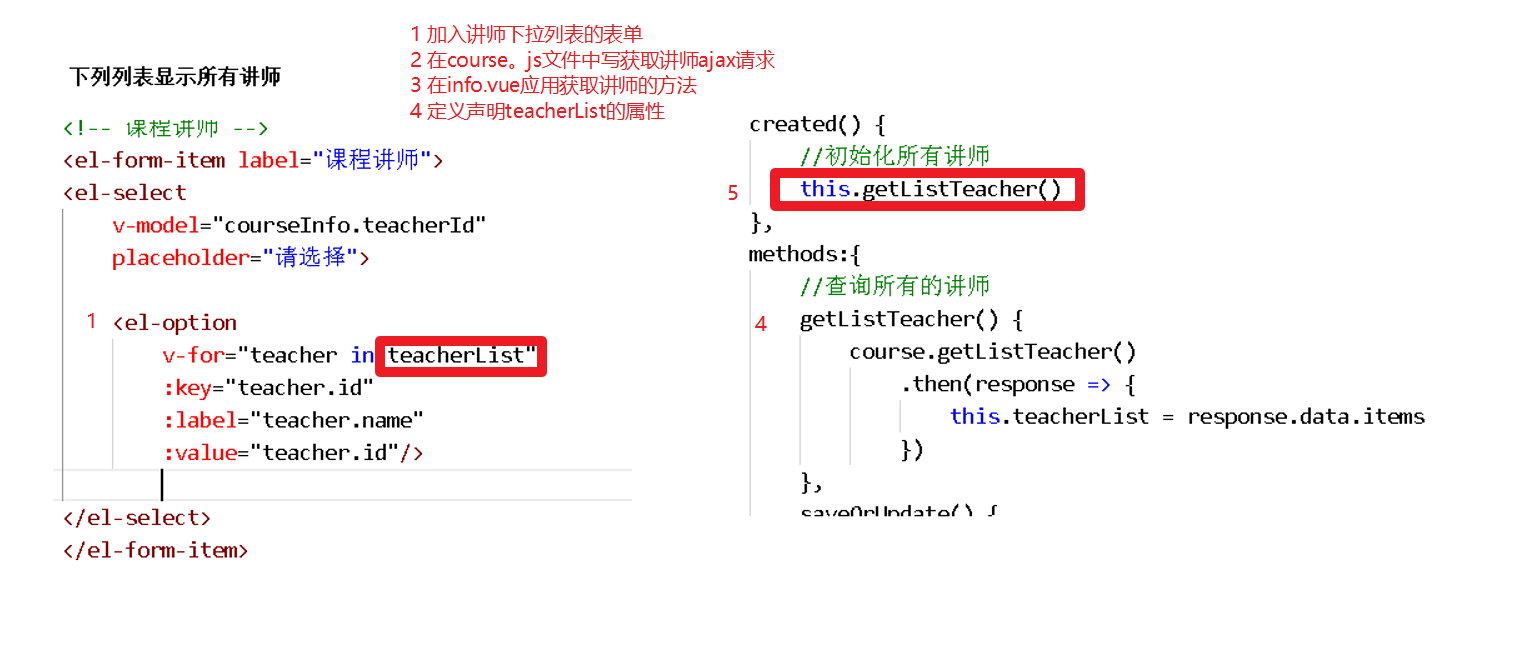 1 加入讲师下拉列表的表单
2 在course。js文件中写获取讲师ajax请求
3 在info.vue应用获取讲师的方法
4 定义声明teacherList的属性
下列列表显示所有讲师
<!-- 课程讲师 -->
<el-form-item label="课程讲师">
<el-select
v-model="courseInfo.teacherId"
placeholder="请选择">
1 <el-option
v-for="teacher in teacherList"
:key="teacher.id"
:label="teacher.name"
:value="teacher.id"/>
</el-select>
</el-form-item>
created() {
//初始化所有讲师
5 this.getListTeacher()
},
methods:{
//查询所有的讲师
4 getListTeacher() {
course.getListTeacher()
.then(response => {
this.teacherList = response.data.items
})
},
saveOrUpdate() {